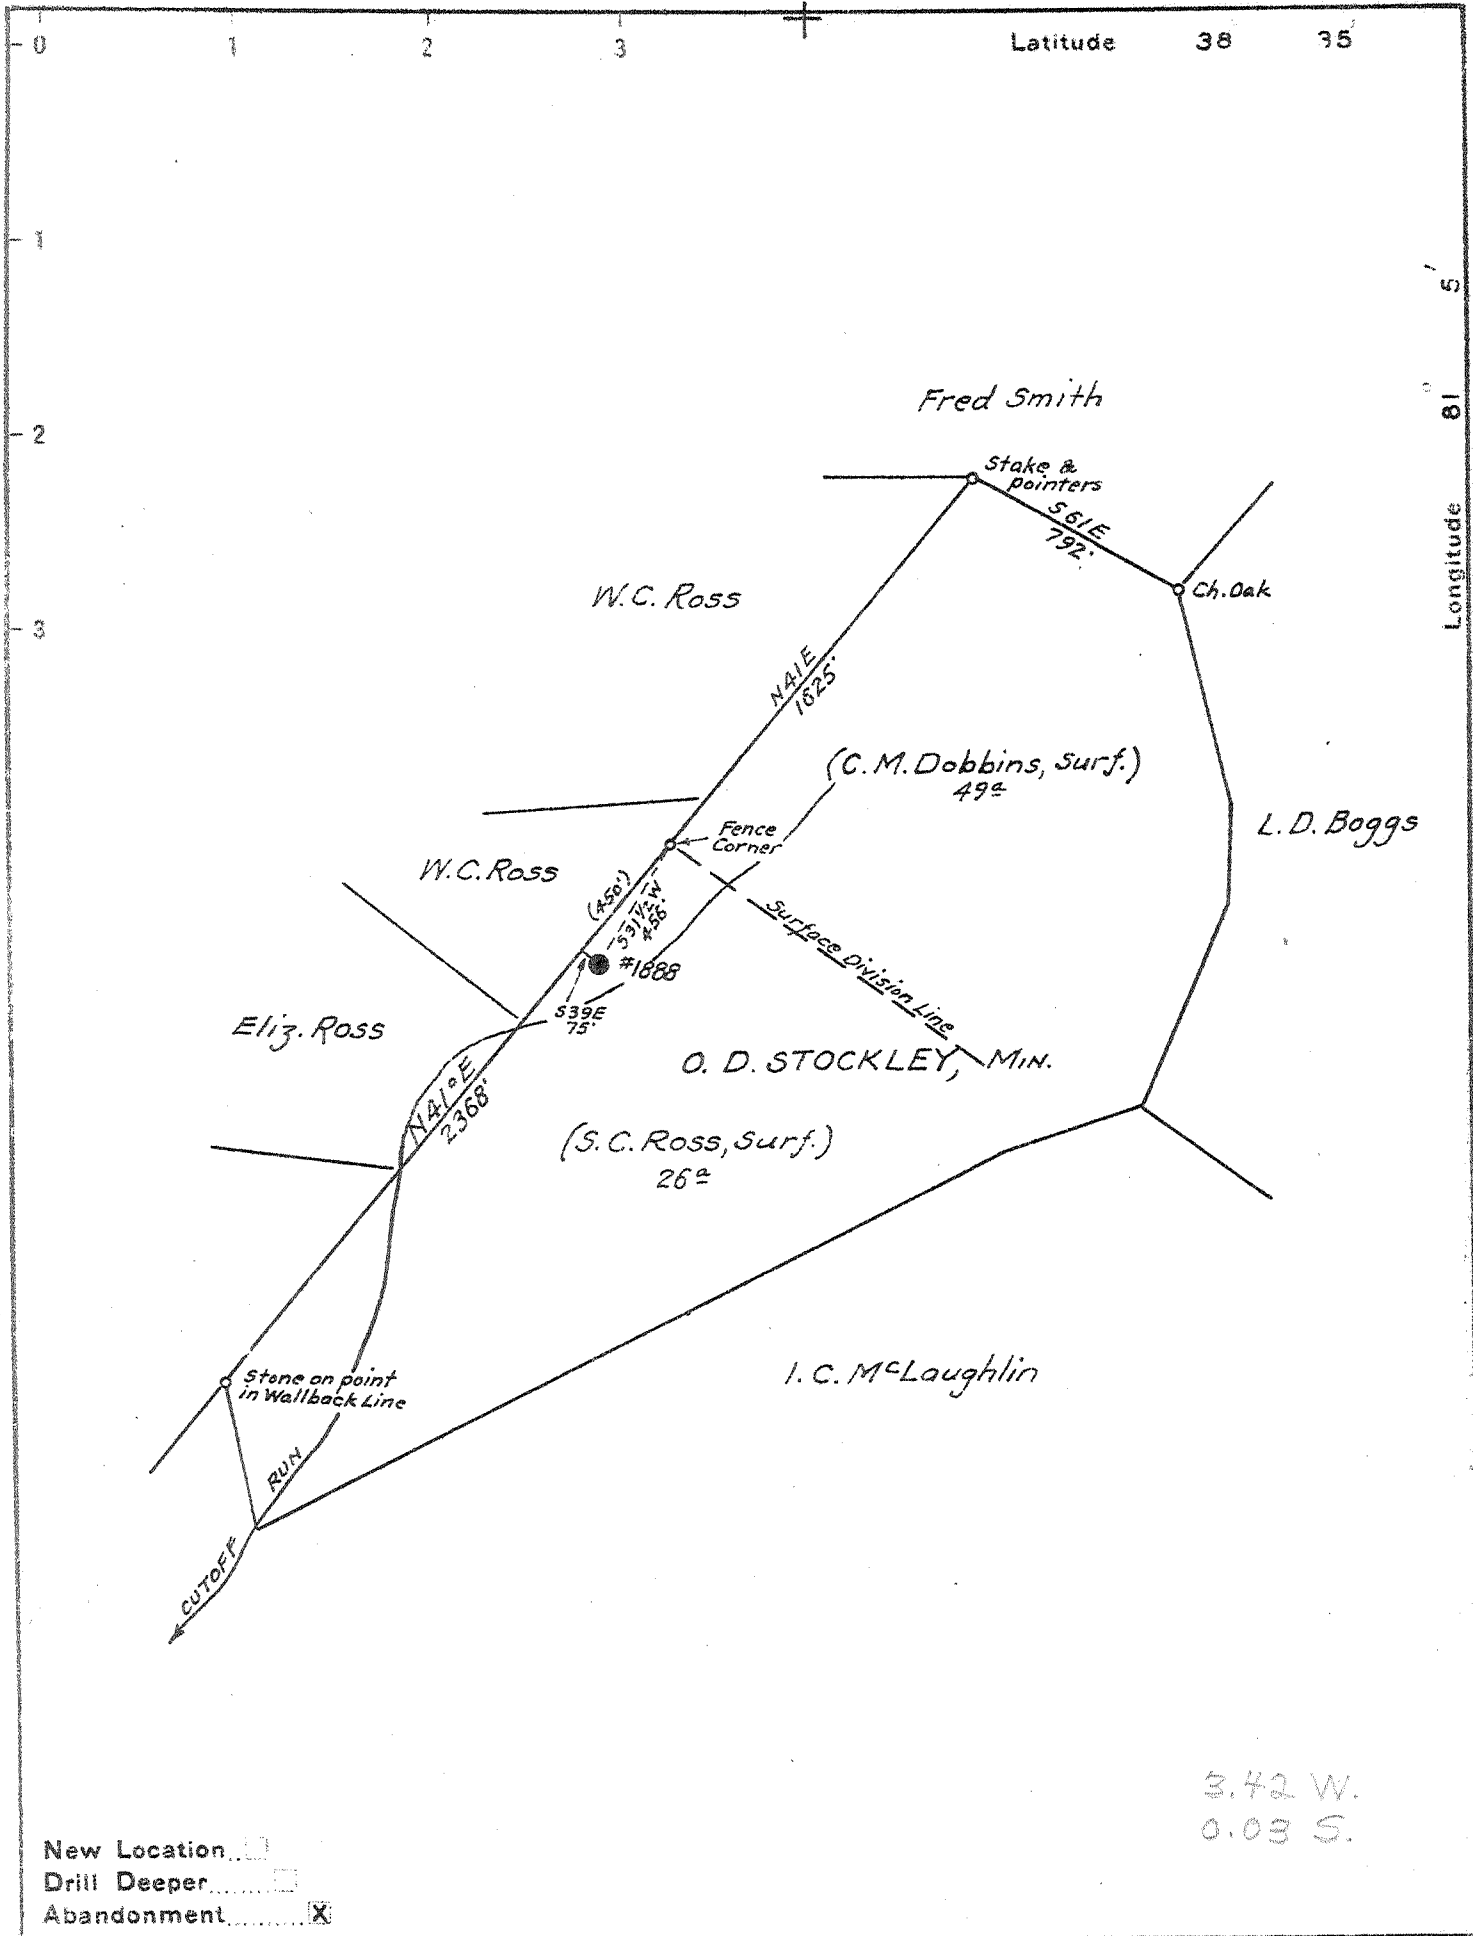 0 1 2 3 Latitude 38 35'
1
2
3
Longitude 81° 5'
Fred Smith
Stake &
pointers
S61E
792'
Ch. Oak
W.C. Ross
N41E
1825'
(C.M. Dobbins, Surf.)
49a
L.D. Boggs
Fence
Corner
W.C. Ross
(450')
S31½W
456'
#1888
S39E
75'
Surface Division Line
Eliz. Ross
O. D. STOCKLEY, MIN.
N41°E
2368'
(S.C. Ross, Surf.)
26a
I.C. McLaughlin
Stone on point
in Wallback Line
RUN
CUTOFF
3.42 W.
0.03 S.
New Location
Drill Deeper
Abandonment X